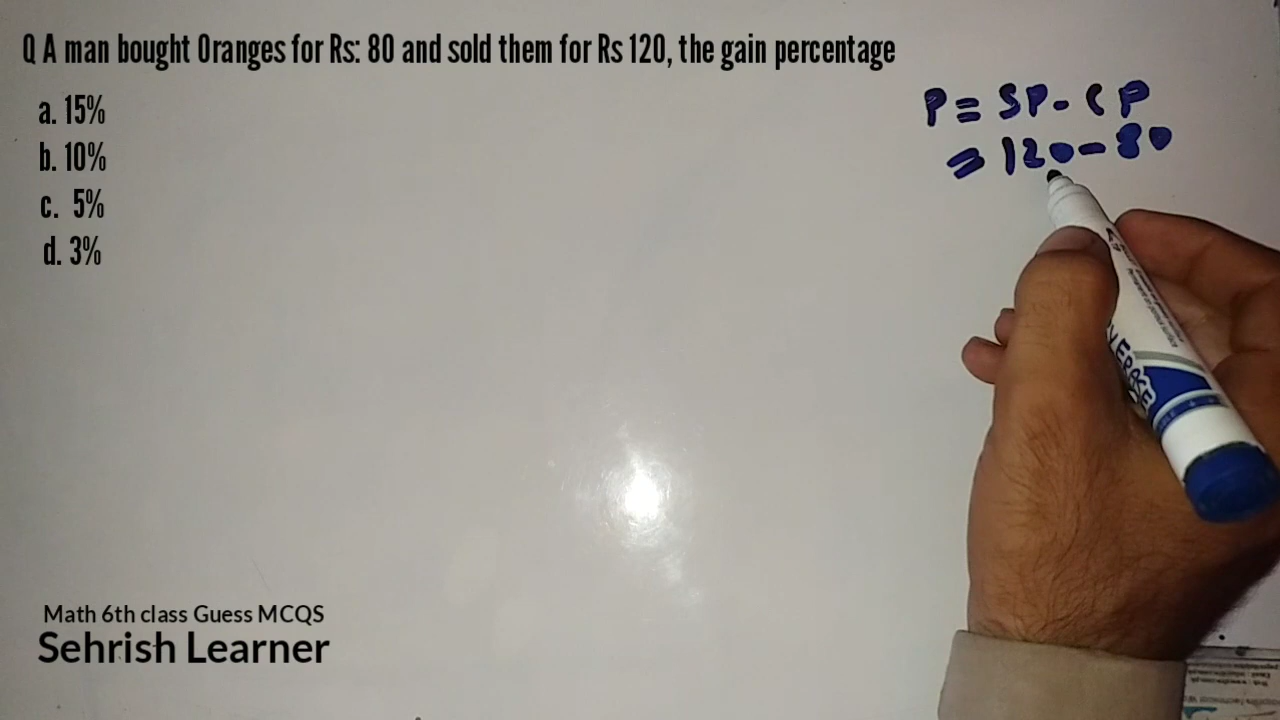 Q A man bought Oranges for Rs: 80 and sold them for Rs 120, the gain percentage
a. 15%
b. 10%
c. 5%
d. 3%
P = SP - CP
= 120 - 80
Math 6th class Guess MCQS
Sehrish Learner